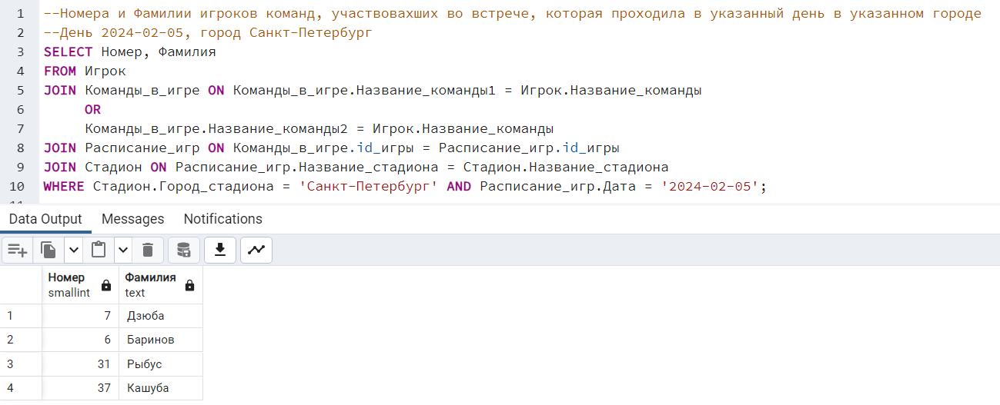 1 --Номера и Фамилии игроков команд, участвовахших во встрече, которая проходила в указанный день в указанном городе
2 --День 2024-02-05, город Санкт-Петербург
3 SELECT Номер, Фамилия
4 FROM Игрок
5 JOIN Команды_в_игре ON Команды_в_игре.Название_команды1 = Игрок.Название_команды
6 OR
7 Команды_в_игре.Название_команды2 = Игрок.Название_команды
8 JOIN Расписание_игр ON Команды_в_игре.id_игры = Расписание_игр.id_игры
9 JOIN Стадион ON Расписание_игр.Название_стадиона = Стадион.Название_стадиона
10 WHERE Стадион.Город_стадиона = 'Санкт-Петербург' AND Расписание_игр.Дата = '2024-02-05';
11
Data Output Messages Notifications
Номер Фамилия
smallint text
1 7 Дзюба
2 6 Баринов
3 31 Рыбус
4 37 Кашуба